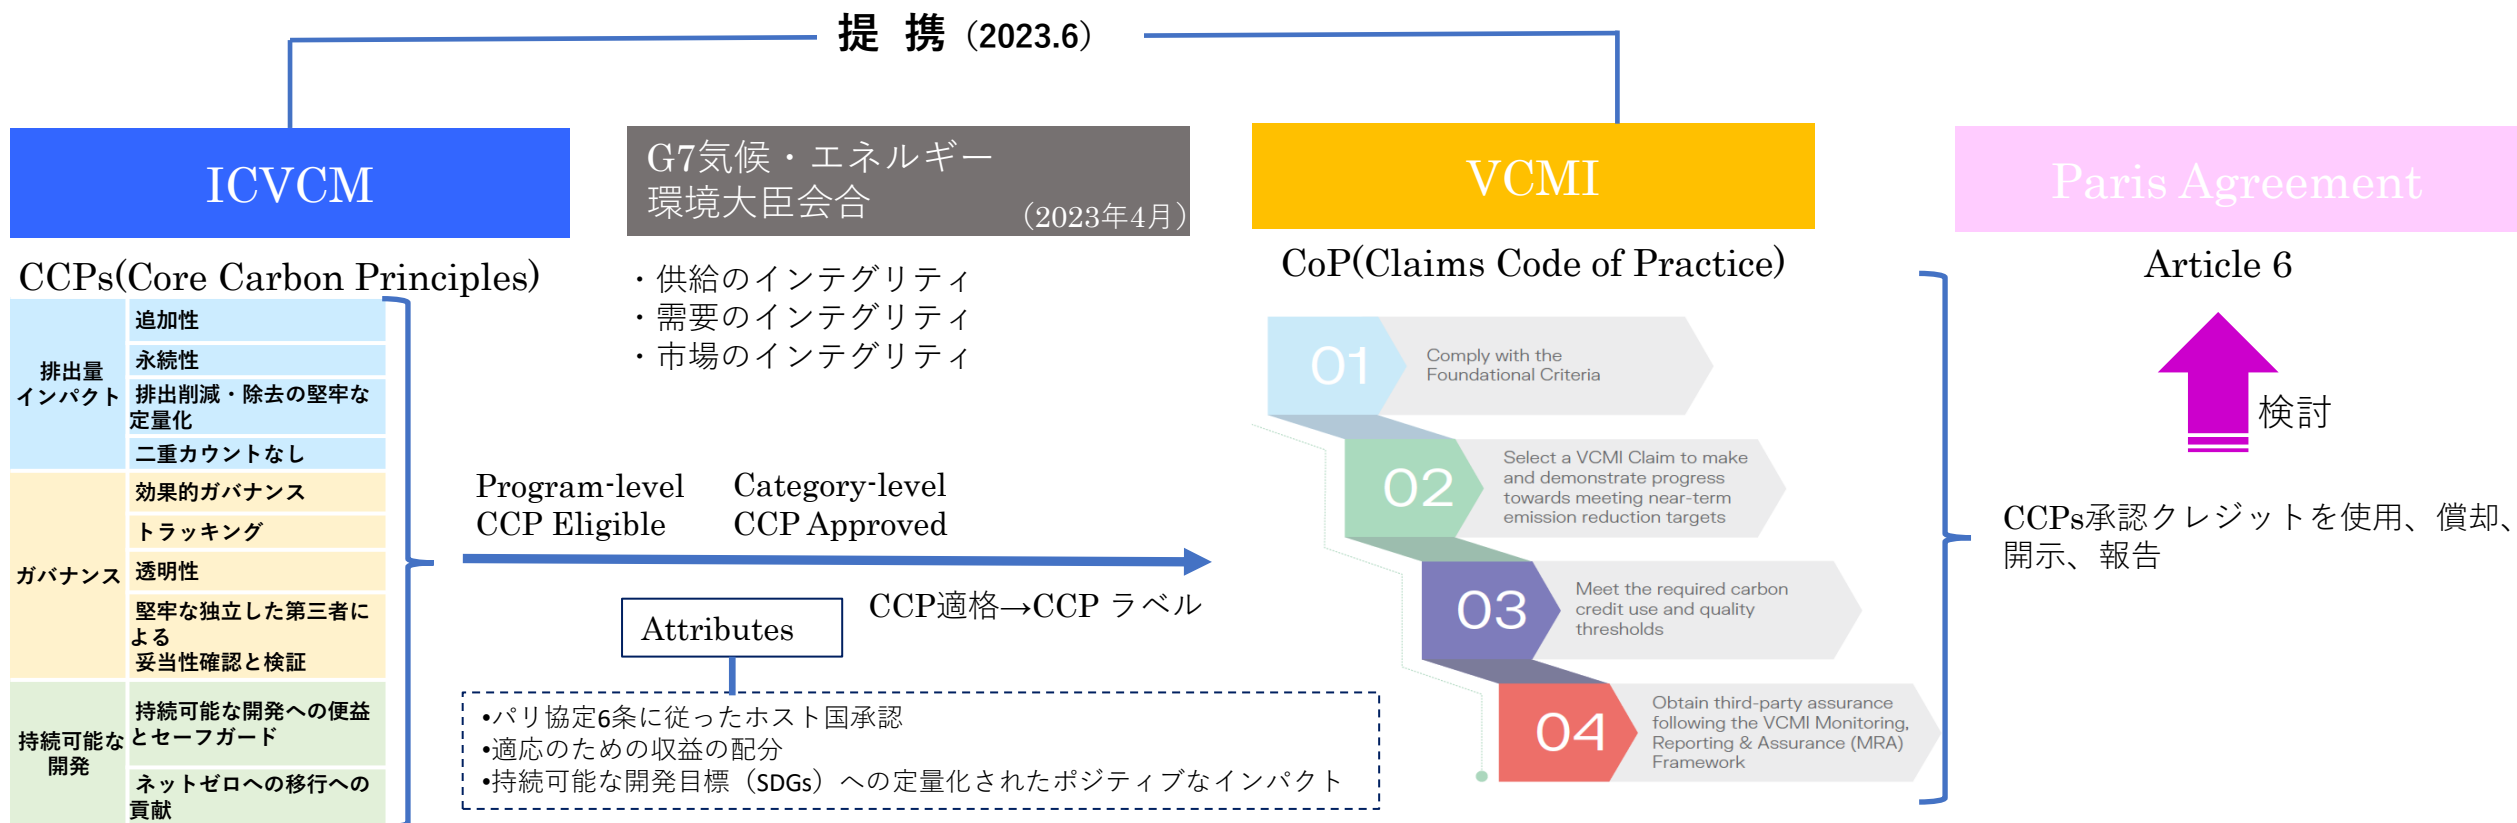 提 携（2023.6）
ICVCM
CCPs(Core Carbon Principles)
排出量
インパクト
追加性
永続性
排出削減・除去の堅牢な
定量化
二重カウントなし
ガバナンス
効果的ガバナンス
トラッキング
透明性
堅牢な独立した第三者に
よる
妥当性確認と検証
持続可能な
開発
持続可能な開発への便益
とセーフガード
ネットゼロへの移行への
貢献
G7気候・エネルギー
環境大臣会合
（2023年4月）
・供給のインテグリティ
・需要のインテグリティ
・市場のインテグリティ
Program-level
CCP Eligible
Category-level
CCP Approved
CCP適格→CCP ラベル
Attributes
•パリ協定6条に従ったホスト国承認
•適応のための収益の配分
•持続可能な開発目標（SDGs）への定量化されたポジティブなインパクト
VCMI
CoP(Claims Code of Practice)
01
Comply with the
Foundational Criteria
02
Select a VCMI Claim to make
and demonstrate progress
towards meeting near-term
emission reduction targets
03
Meet the required carbon
credit use and quality
thresholds
04
Obtain third-party assurance
following the VCMI Monitoring,
Reporting & Assurance (MRA)
Framework
Paris Agreement
Article 6
検討
CCPs承認クレジットを使用、償却、
開示、報告